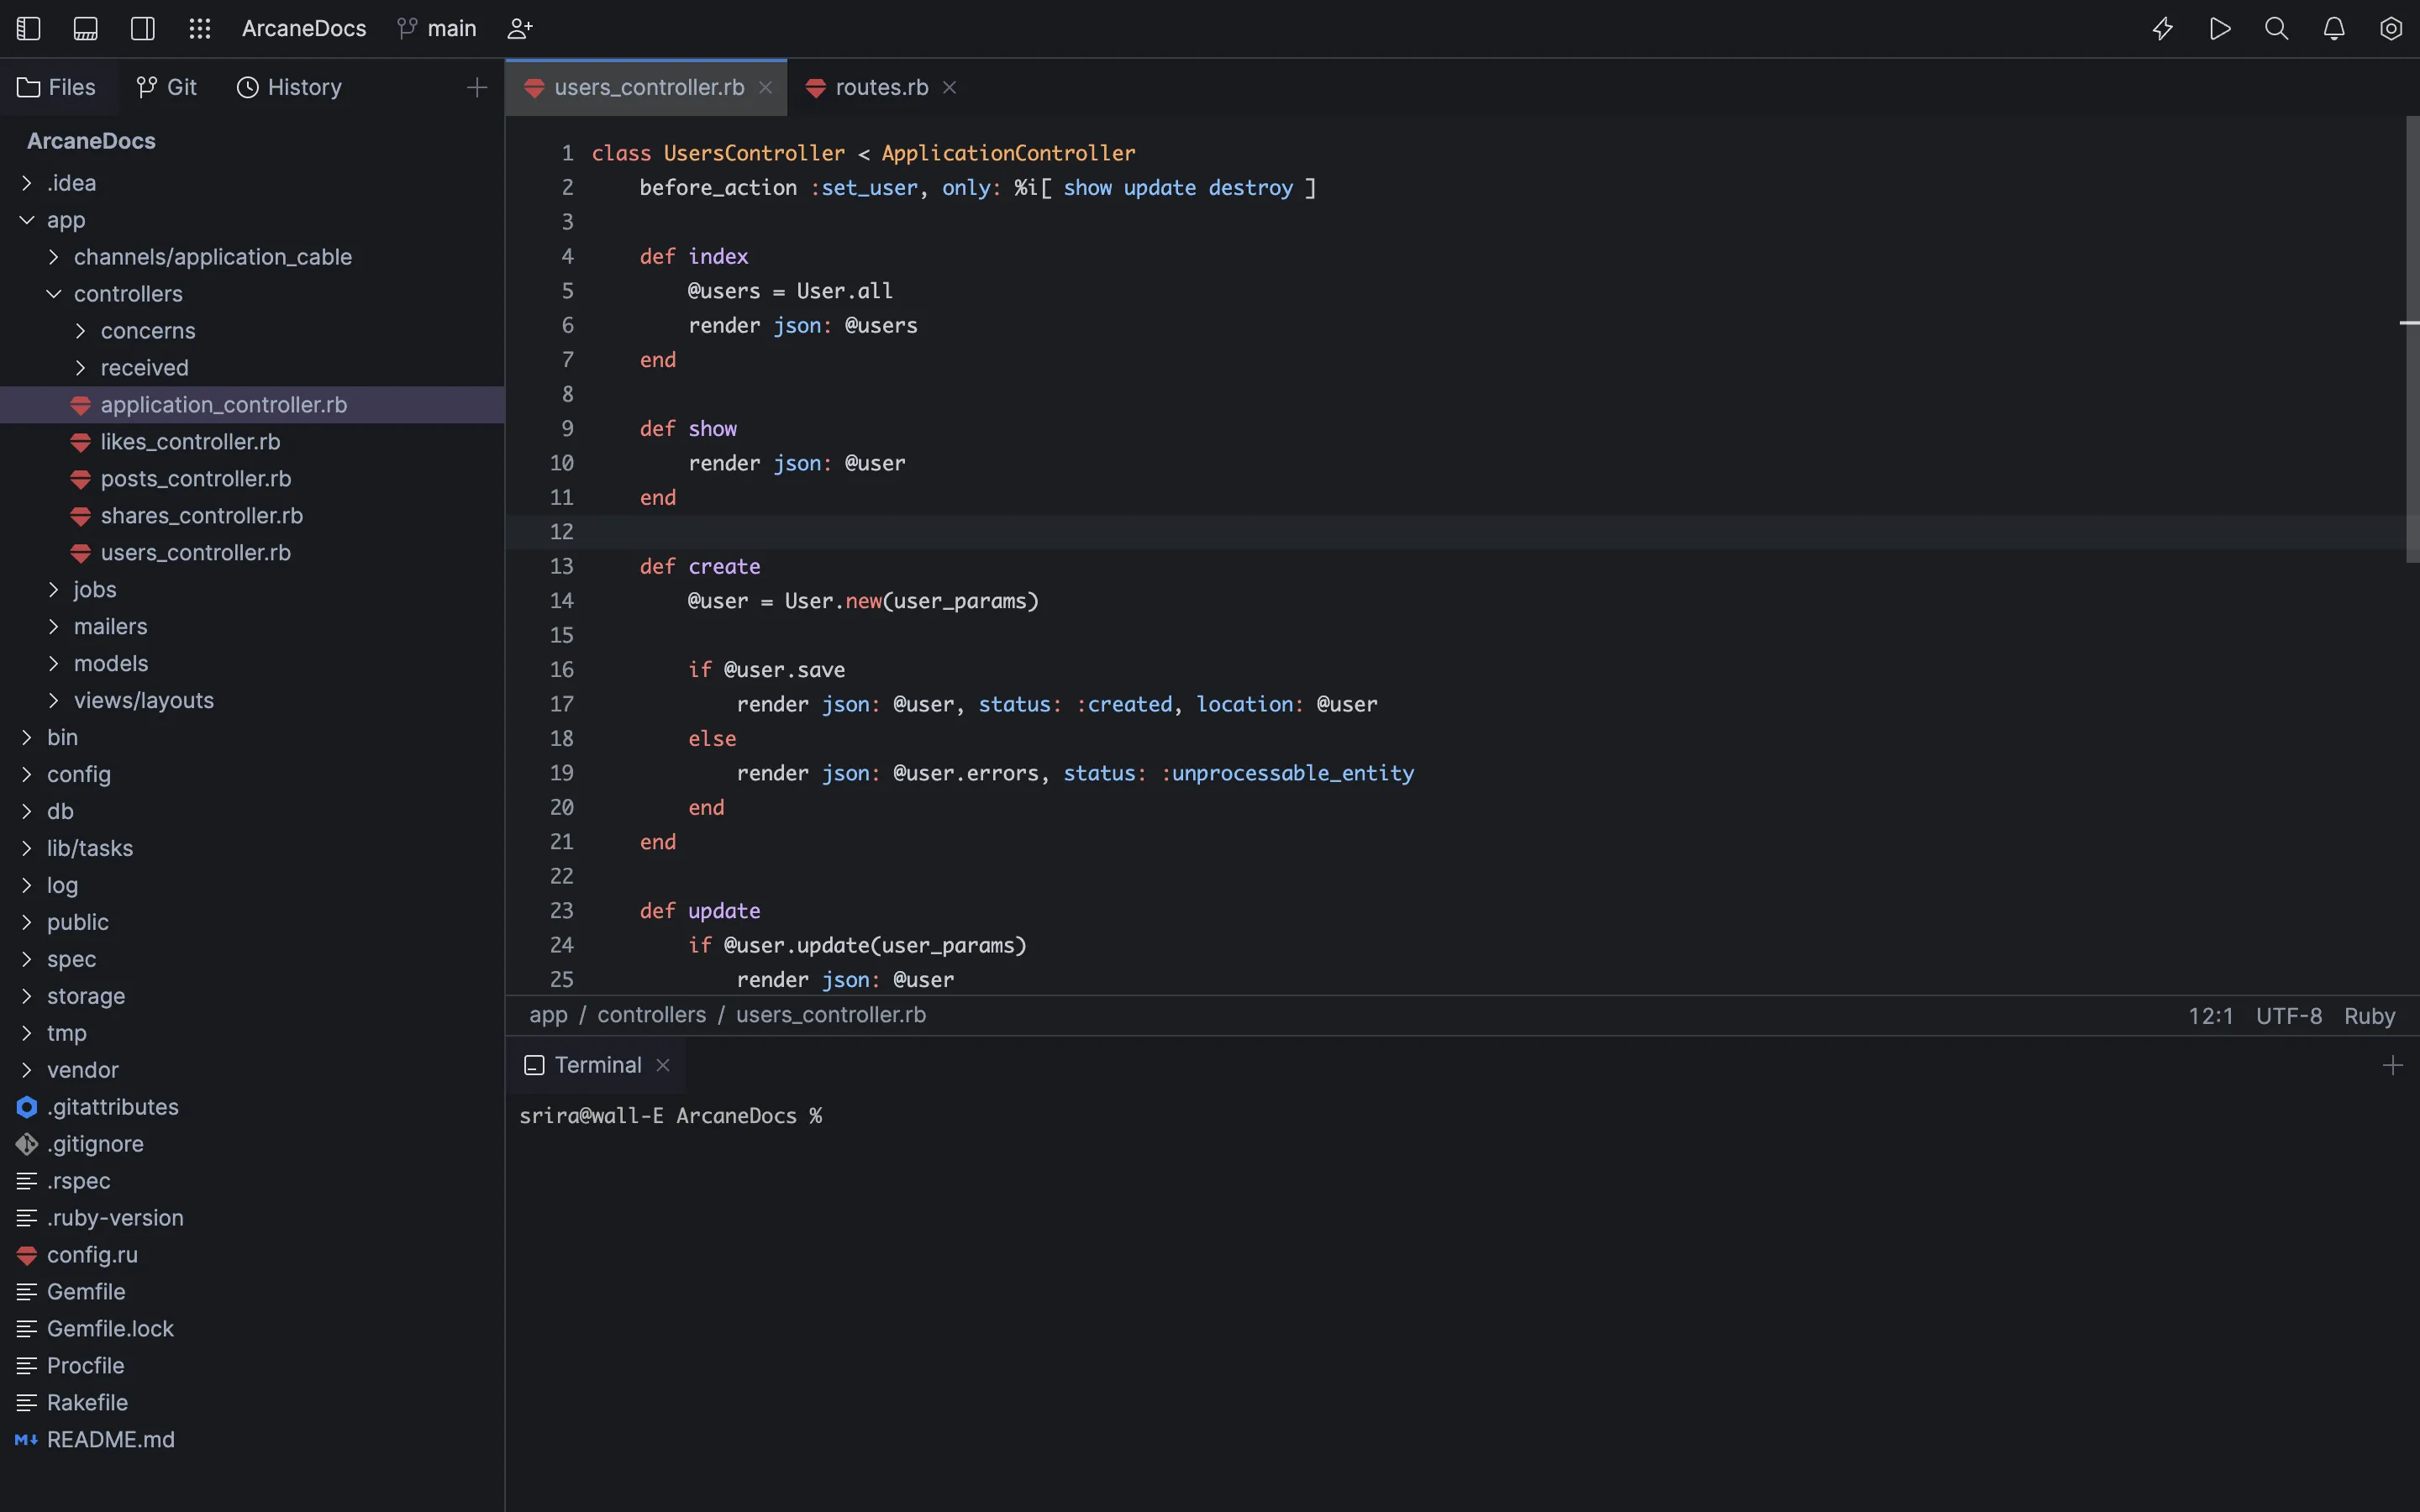 ArcaneDocs main
Files Git History
users_controller.rb routes.rb
ArcaneDocs
.idea
app
channels/application_cable
controllers
concerns
received
application_controller.rb
likes_controller.rb
posts_controller.rb
shares_controller.rb
users_controller.rb
jobs
mailers
models
views/layouts
bin
config
db
lib/tasks
log
public
spec
storage
tmp
vendor
.gitattributes
.gitignore
.rspec
.ruby-version
config.ru
Gemfile
Gemfile.lock
Procfile
Rakefile
M↓ README.md
1 class UsersController < ApplicationController
2     before_action :set_user, only: %i[ show update destroy ]
3
4     def index
5         @users = User.all
6         render json: @users
7     end
8
9     def show
10         render json: @user
11     end
12
13     def create
14         @user = User.new(user_params)
15
16         if @user.save
17             render json: @user, status: :created, location: @user
18         else
19             render json: @user.errors, status: :unprocessable_entity
20         end
21     end
22
23     def update
24         if @user.update(user_params)
25             render json: @user
app / controllers / users_controller.rb 12:1 UTF-8 Ruby
Terminal
srira@wall-E ArcaneDocs %